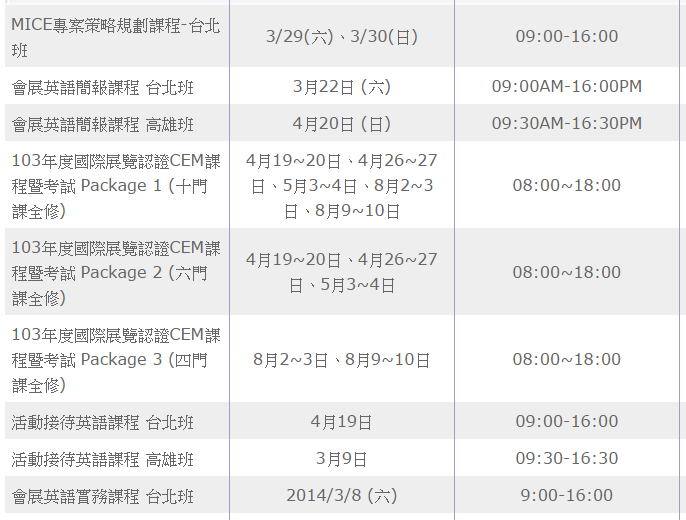 MICE專案策略規劃課程-台北
班
3/29(六)、3/30(日)
09:00-16:00
會展英語簡報課程 台北班
3月22日 (六)
09:00AM-16:00PM
會展英語簡報課程 高雄班
4月20日 (日)
09:30AM-16:30PM
103年度國際展覽認證CEM課
程暨考試 Package 1 (十門
課全修)
4月19~20日、4月26~27
日、5月3~4日、8月2~3
日、8月9~10日
08:00~18:00
103年度國際展覽認證CEM課
程暨考試 Package 2 (六門
課全修)
4月19~20日、4月26~27
日、5月3~4日
08:00~18:00
103年度國際展覽認證CEM課
程暨考試 Package 3 (四門
課全修)
8月2~3日、8月9~10日
08:00~18:00
活動接待英語課程 台北班
4月19日
09:00-16:00
活動接待英語課程 高雄班
3月9日
09:30-16:30
會展英語實務課程 台北班
2014/3/8 (六)
9:00-16:00